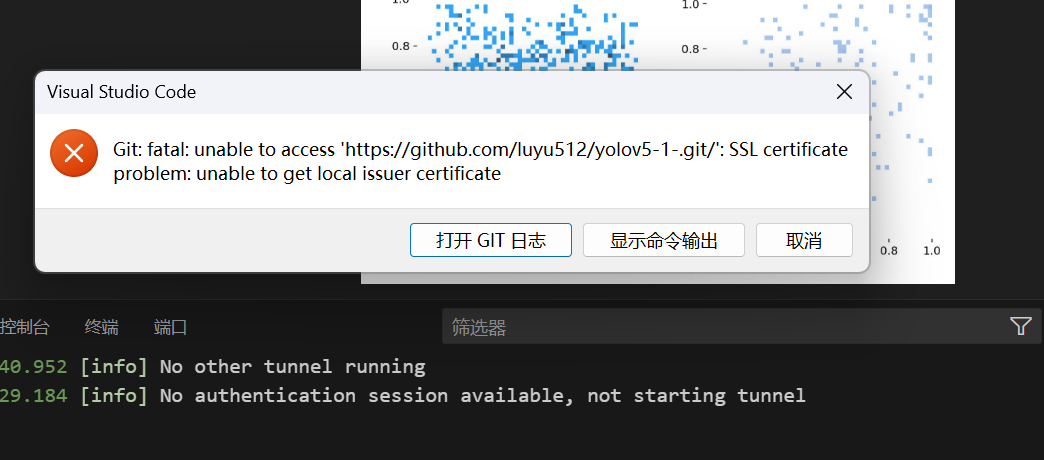 1.0
1.0
0.8
0.8
Visual Studio Code
Git: fatal: unable to access 'https://github.com/luyu512/yolov5-1-.git/': SSL certificate
problem: unable to get local issuer certificate
打开 GIT 日志 显示命令输出 取消
0.8 1.0
控制台 终端 端口 筛选器
40.952 [info] No other tunnel running
29.184 [info] No authentication session available, not starting tunnel